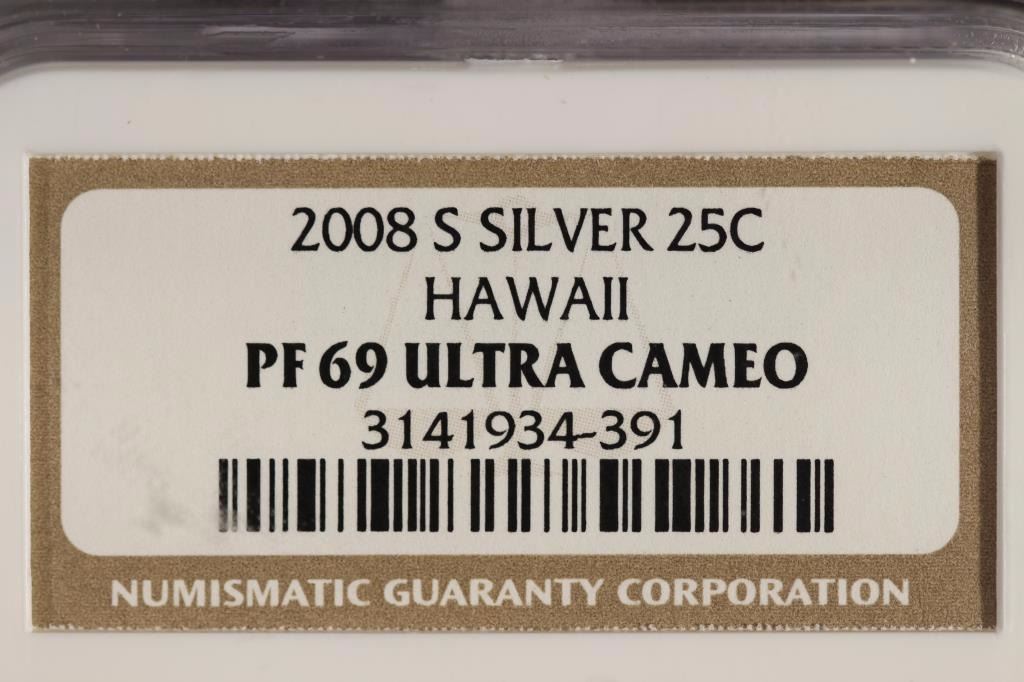 2008 S SILVER 25C
HAWAII
PF 69 ULTRA CAMEO
3141934-391
NUMISMATIC GUARANTY CORPORATION